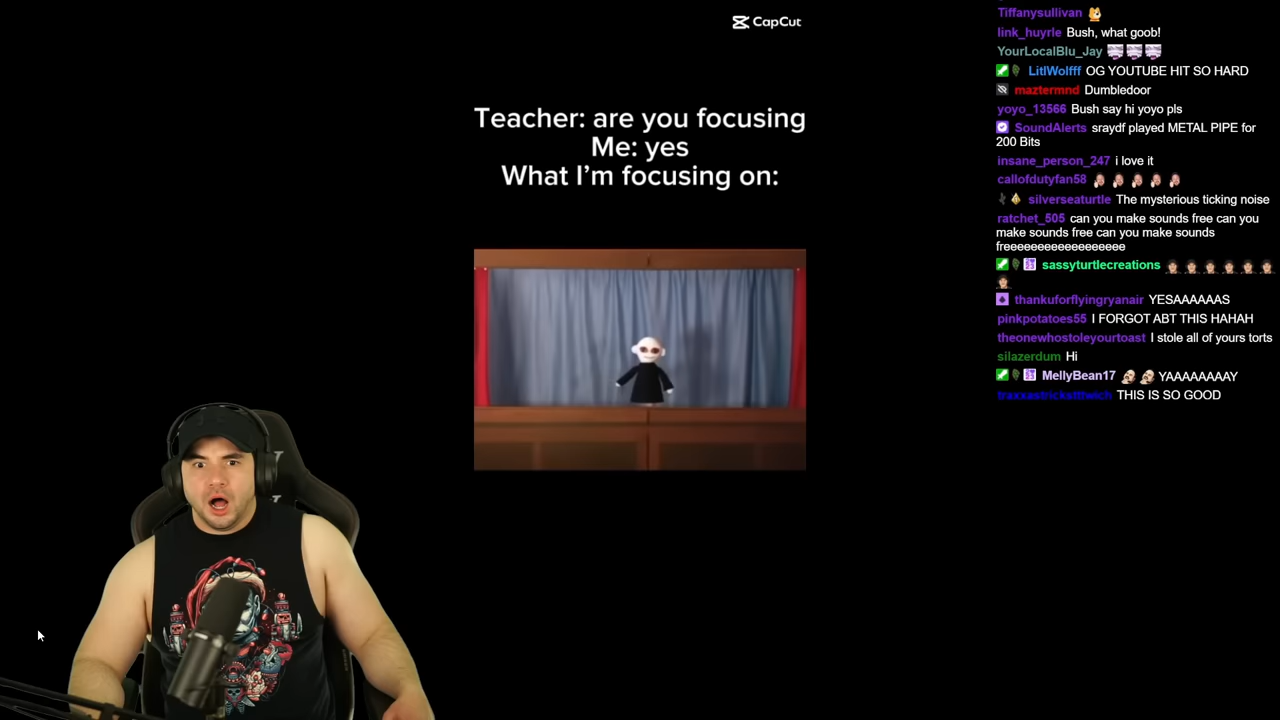 CapCut
Teacher: are you focusing
Me: yes
What I'm focusing on:
Tiffanysullivan
link_huyrle Bush, what goob!
YourLocalBlu_Jay
LitlWolfff OG YOUTUBE HIT SO HARD
maztermnd Dumbledoor
yoyo_13566 Bush say hi yoyo pls
SoundAlerts sraydf played METAL PIPE for
200 Bits
insane_person_247 i love it
callofdutyfan58
silverseaturtle The mysterious ticking noise
ratchet_505 can you make sounds free can you
make sounds free can you make sounds
freeeeeeeeeeeeeeeeee
sassyturtlecreations
thankuforflyingryanair YESAAAAAAS
pinkpotatoes55 I FORGOT ABT THIS HAHAH
theonewhostoleyourtoast I stole all of yours torts
silazerdum Hi
MellyBean17 YAAAAAAAY
THIS IS SO GOOD